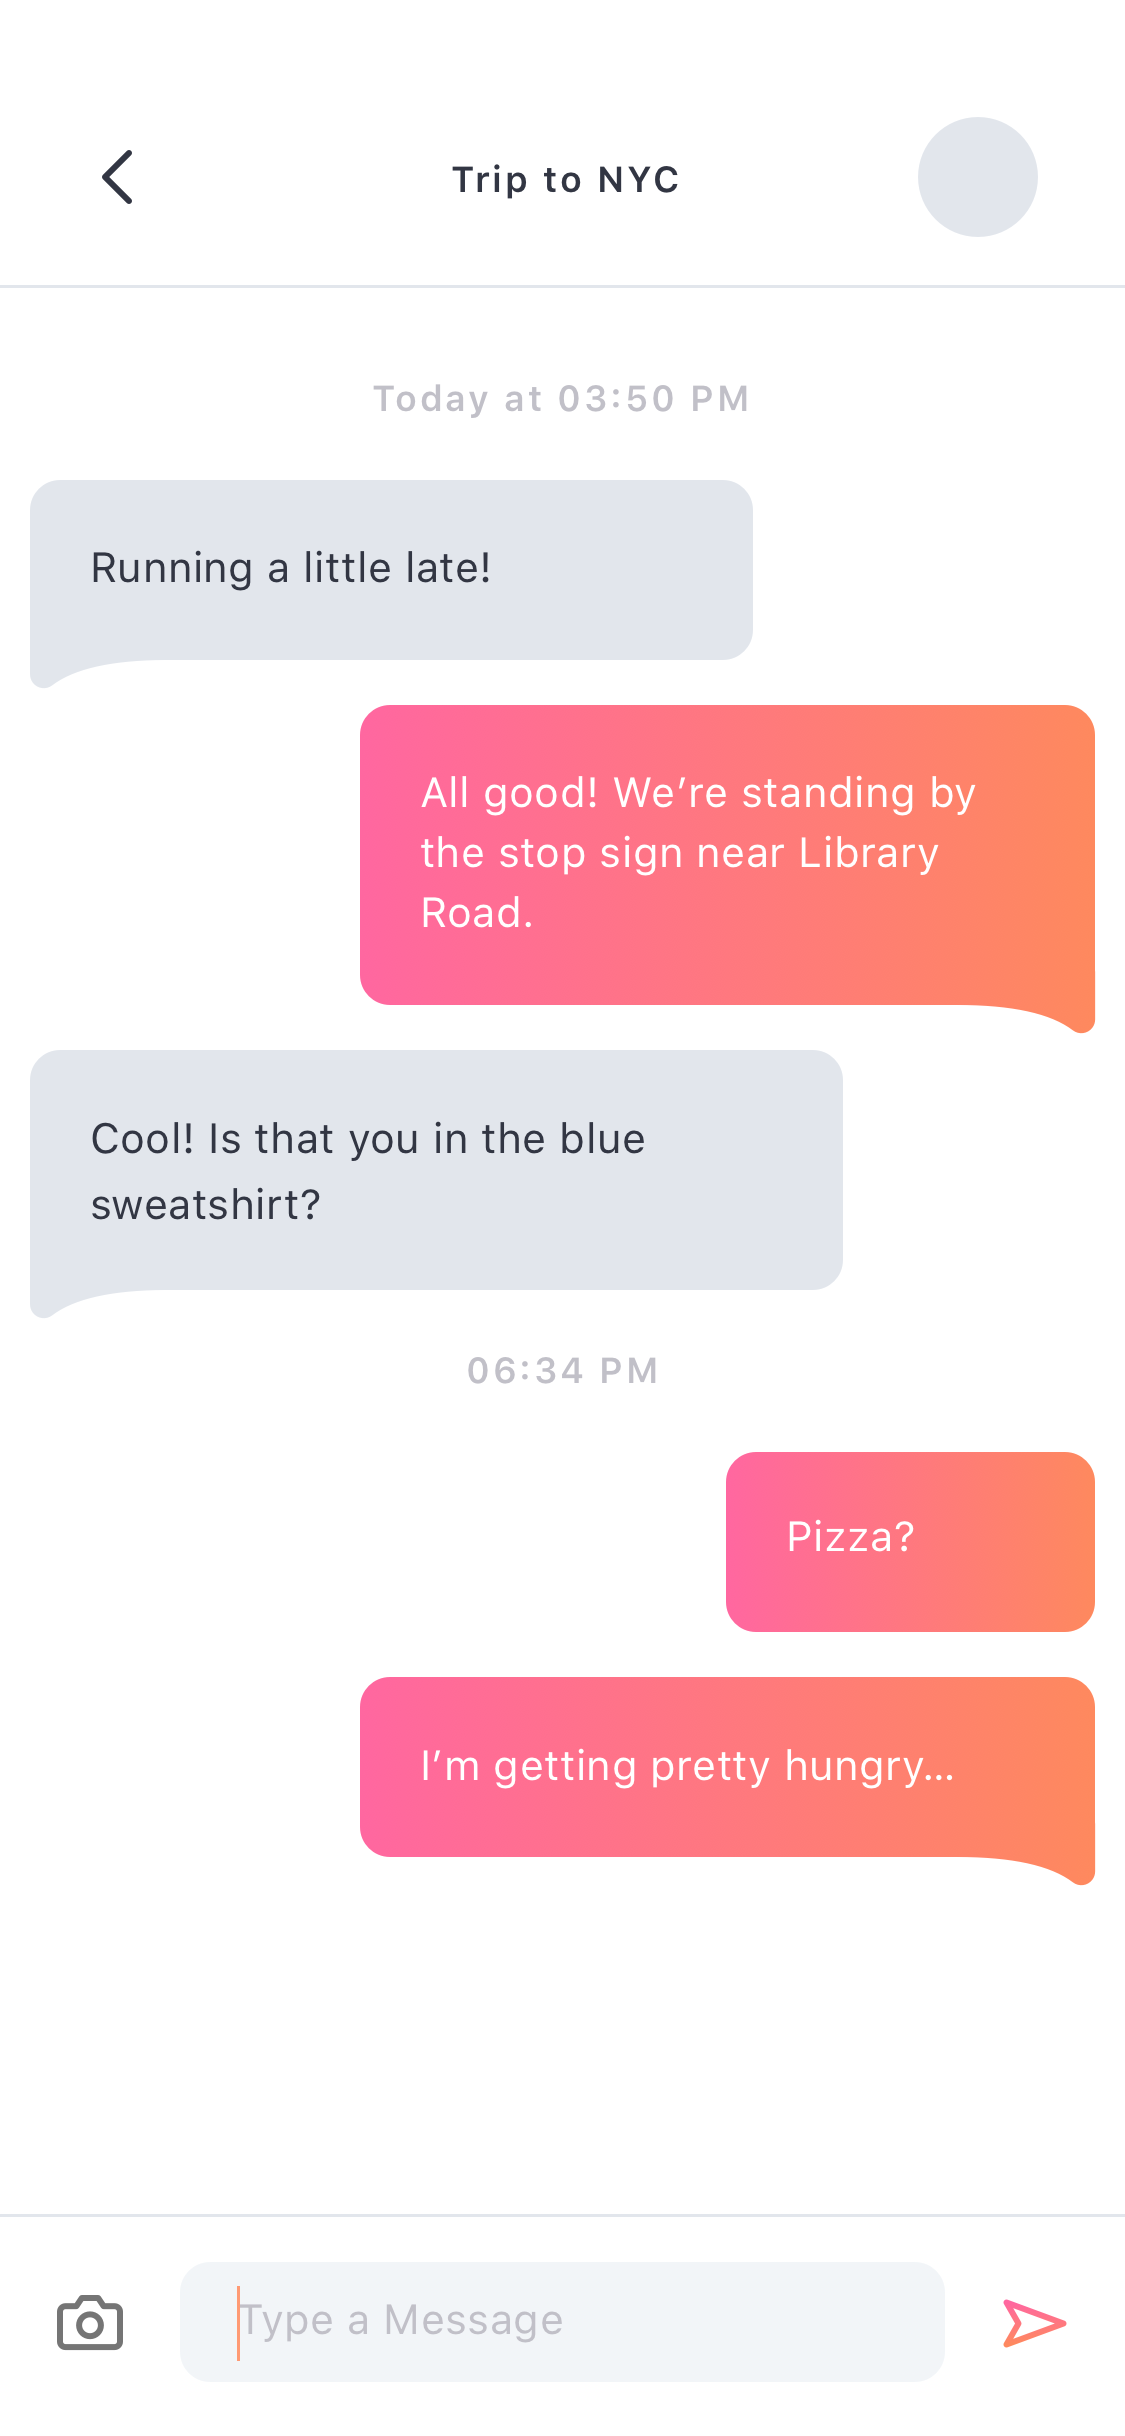 Trip to NYC
Today at 03:50 PM
Running a little late!
All good! We’re standing by
the stop sign near Library
Road.
Cool! Is that you in the blue
sweatshirt?
06:34 PM
Pizza?
I’m getting pretty hungry...
Type a Message